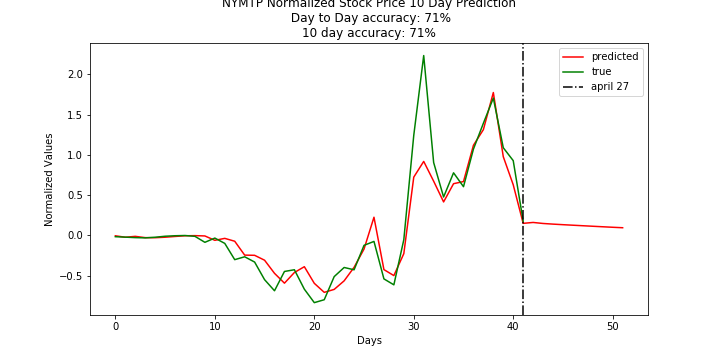 NYMTP Normalized Stock Price 10 Day Prediction
Day to Day accuracy: 71%
10 day accuracy: 71%
predicted
true
april 27
Normalized Values
2.0
1.5
1.0
0.5
0.0
−0.5
0
10
20
30
40
50
Days